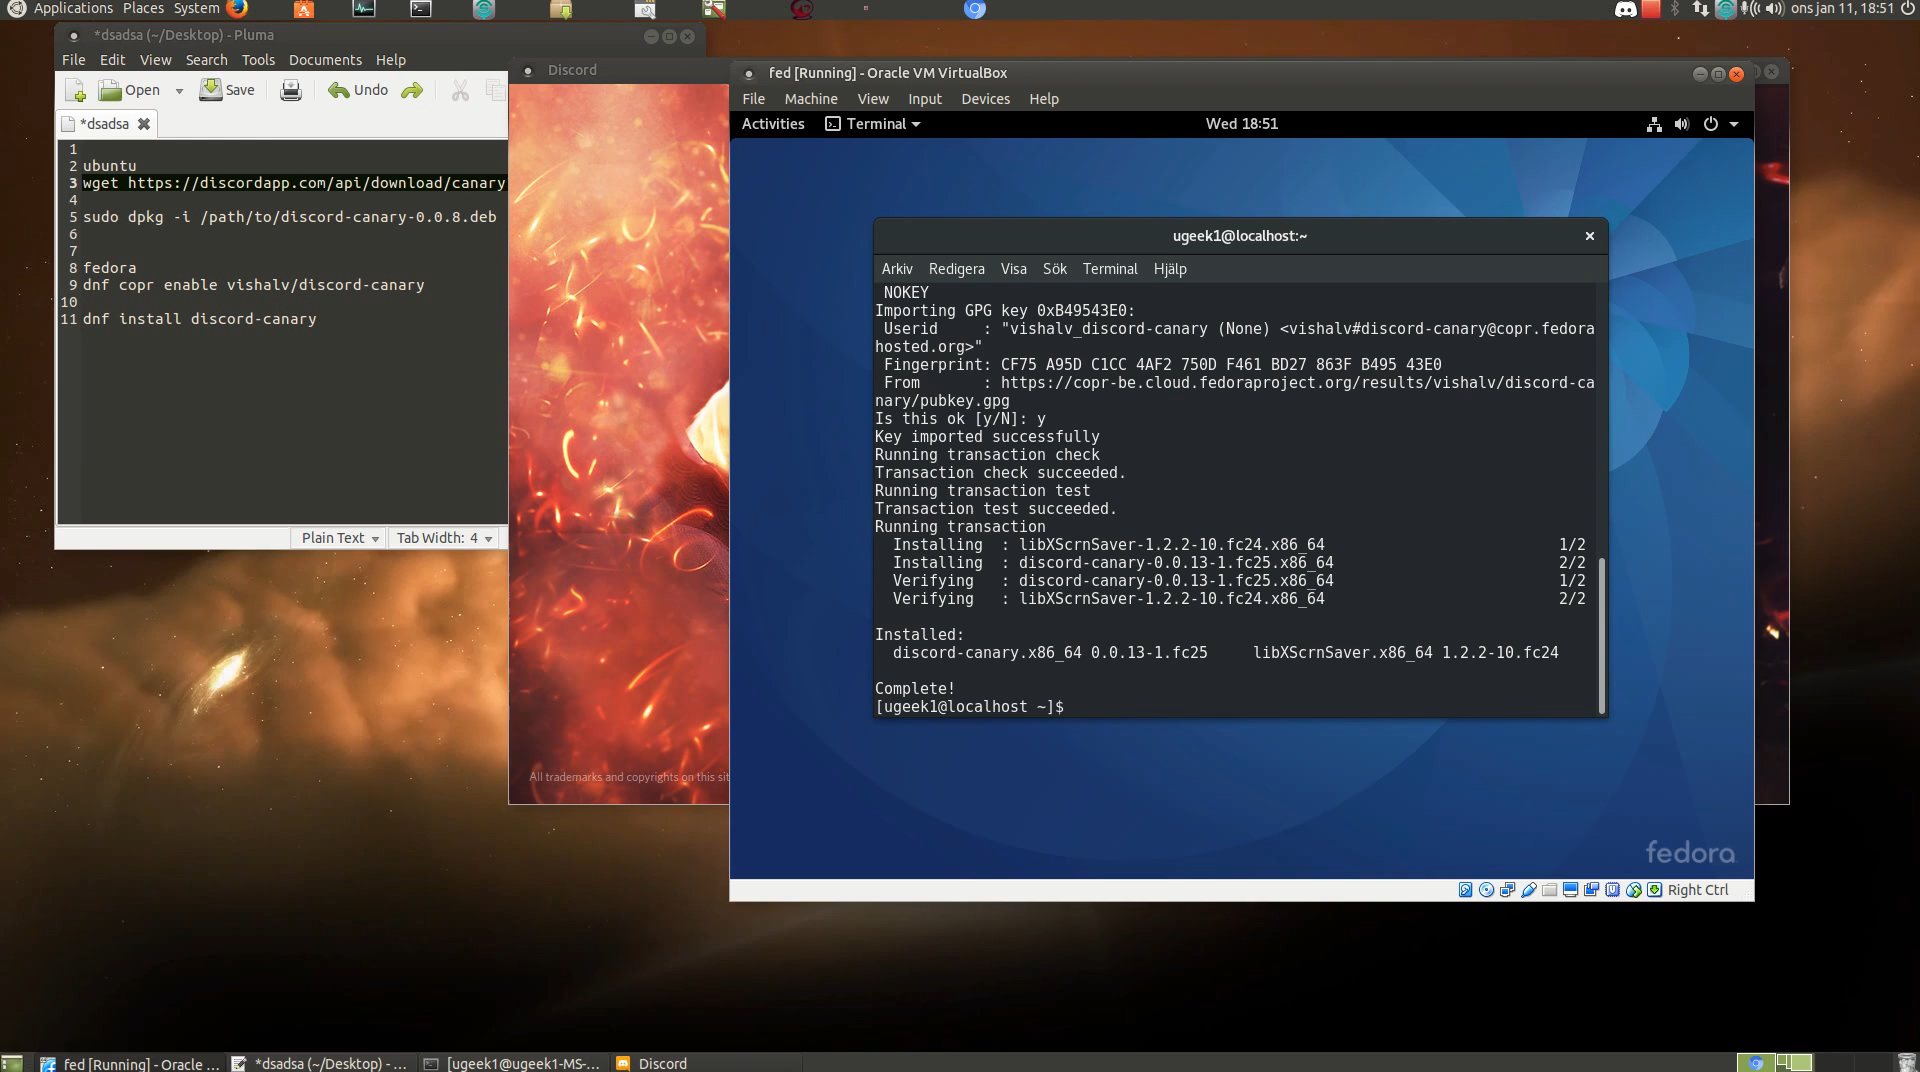 Applications Places System
ons jan 11, 18:51
*dsadsa (~/Desktop) - Pluma
File Edit View Search Tools Documents Help
Open Save Undo
*dsadsa
1
2 ubuntu
3 wget https://discordapp.com/api/download/canary
4
5 sudo dpkg -i /path/to/discord-canary-0.0.8.deb
6
7
8 fedora
9 dnf copr enable vishalv/discord-canary
10
11 dnf install discord-canary
Plain Text Tab Width: 4
Discord
All trademarks and copyrights on this sit
fed [Running] - Oracle VM VirtualBox
File Machine View Input Devices Help
Activities Terminal Wed 18:51
ugeek1@localhost:~
Arkiv Redigera Visa Sök Terminal Hjälp
NOKEY
Importing GPG key 0xB49543E0:
Userid : "vishalv_discord-canary (None) <vishalv#discord-canary@copr.fedora
hosted.org>"
Fingerprint: CF75 A95D C1CC 4AF2 750D F461 BD27 863F B495 43E0
From : https://copr-be.cloud.fedoraproject.org/results/vishalv/discord-ca
nary/pubkey.gpg
Is this ok [y/N]: y
Key imported successfully
Running transaction check
Transaction check succeeded.
Running transaction test
Transaction test succeeded.
Running transaction
Installing : libXScrnSaver-1.2.2-10.fc24.x86_64 1/2
Installing : discord-canary-0.0.13-1.fc25.x86_64 2/2
Verifying : discord-canary-0.0.13-1.fc25.x86_64 1/2
Verifying : libXScrnSaver-1.2.2-10.fc24.x86_64 2/2
Installed:
discord-canary.x86_64 0.0.13-1.fc25 libXScrnSaver.x86_64 1.2.2-10.fc24
Complete!
[ugeek1@localhost ~]$
fedora
Right Ctrl
fed [Running] - Oracle ... *dsadsa (~/Desktop) - ... [ugeek1@ugeek1-MS-... Discord